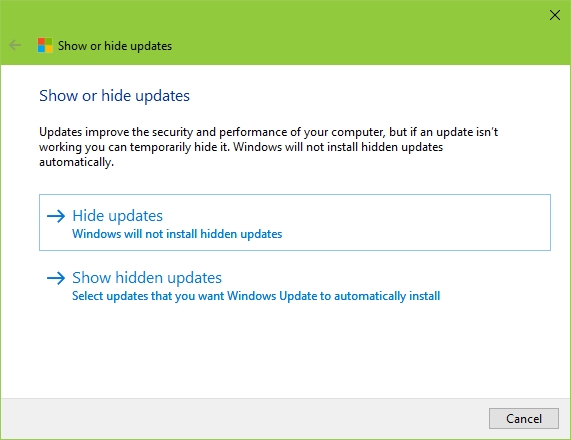 Show or hide updates
Show or hide updates
Updates improve the security and performance of your computer, but if an update isn't
working you can temporarily hide it. Windows will not install hidden updates
automatically.
Hide updates
Windows will not install hidden updates
Show hidden updates
Select updates that you want Windows Update to automatically install
Cancel